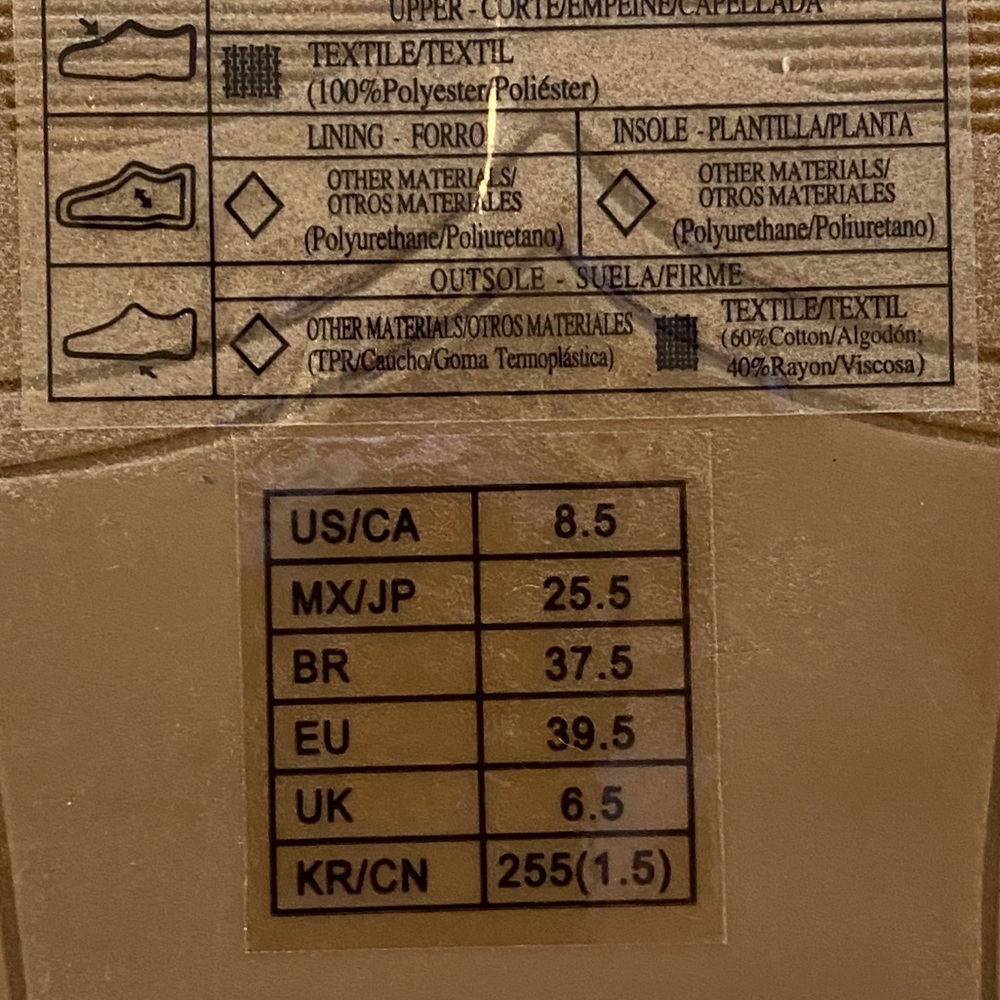 UPPER - CORTE/EMPEINE/CAPELLADA
TEXTILE/TEXTIL
(100%Polyester/Poliéster)
LINING - FORRO
INSOLE - PLANTILLA/PLANTA
OTHER MATERIALS/
OTROS MATERIALES
(Polyurethane/Poliuretano)
OTHER MATERIALS/
OTROS MATERIALES
(Polyurethane/Poliuretano)
OUTSOLE - SUELA/FIRME
OTHER MATERIALS/OTROS MATERIALES
(TPR/Caucho/Goma Termoplástica)
TEXTILE/TEXTIL
(60%Cotton/Algodón;
40%Rayon/Viscosa)
US/CA 8.5
MX/JP 25.5
BR 37.5
EU 39.5
UK 6.5
KR/CN 255(1.5)